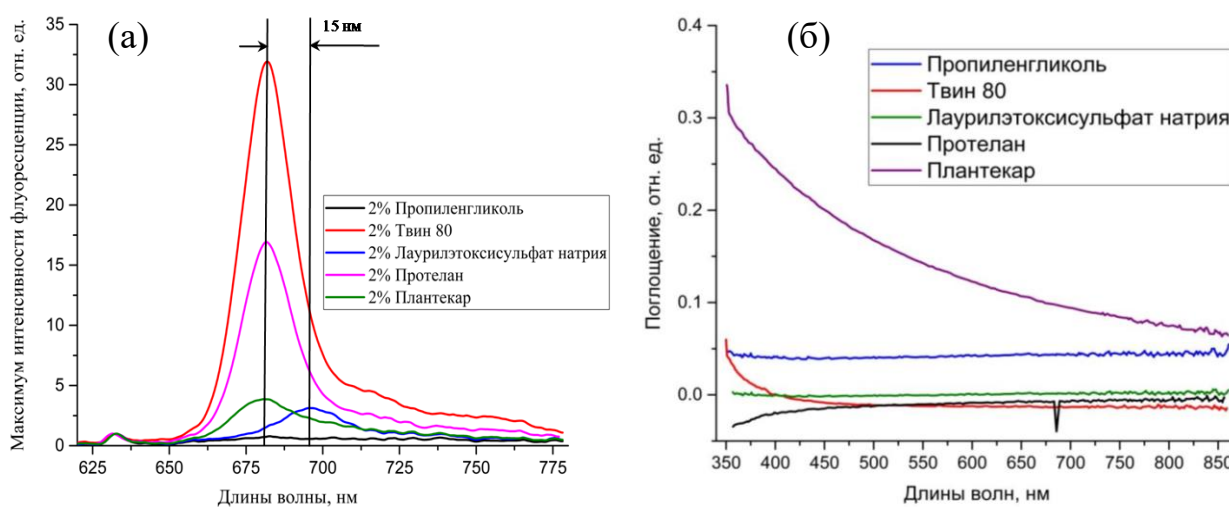 (а)
15 нм
Максимум интенсивности флуоресценции, отн. ед.
35
30
25
20
15
10
5
0
2% Пропиленгликоль
2% Твин 80
2% Лаурилэтоксисульфат натрия
2% Протелан
2% Плантекар
625 650 675 700 725 750 775
Длины волны, нм
(б)
Поглощение, отн. ед.
0.4
0.3
0.2
0.1
0.0
Пропиленгликоль
Твин 80
Лаурилэтоксисульфат натрия
Протелан
Плантекар
350 400 450 500 550 600 650 700 750 800 850
Длины волн, нм